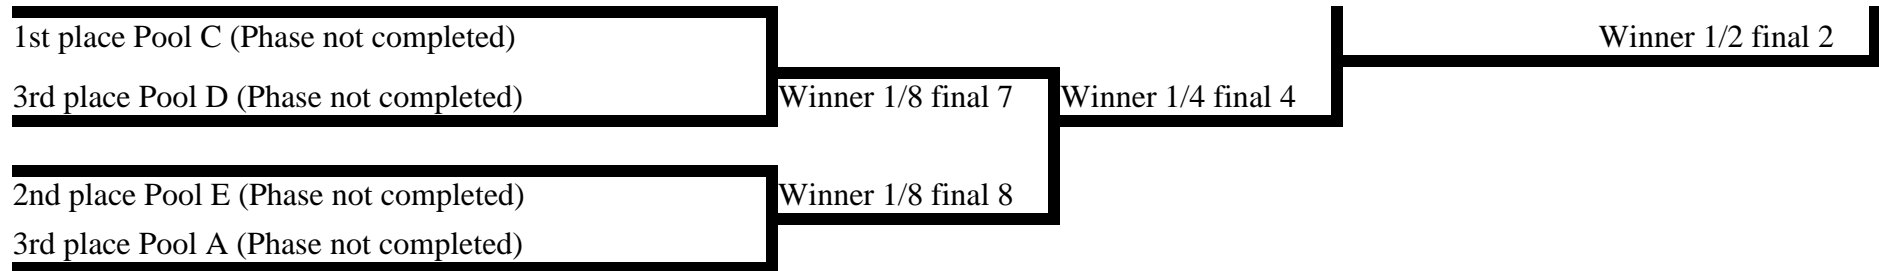 1st place Pool C (Phase not completed)
Winner 1/2 final 2
3rd place Pool D (Phase not completed)
Winner 1/8 final 7
Winner 1/4 final 4
2nd place Pool E (Phase not completed)
Winner 1/8 final 8
3rd place Pool A (Phase not completed)